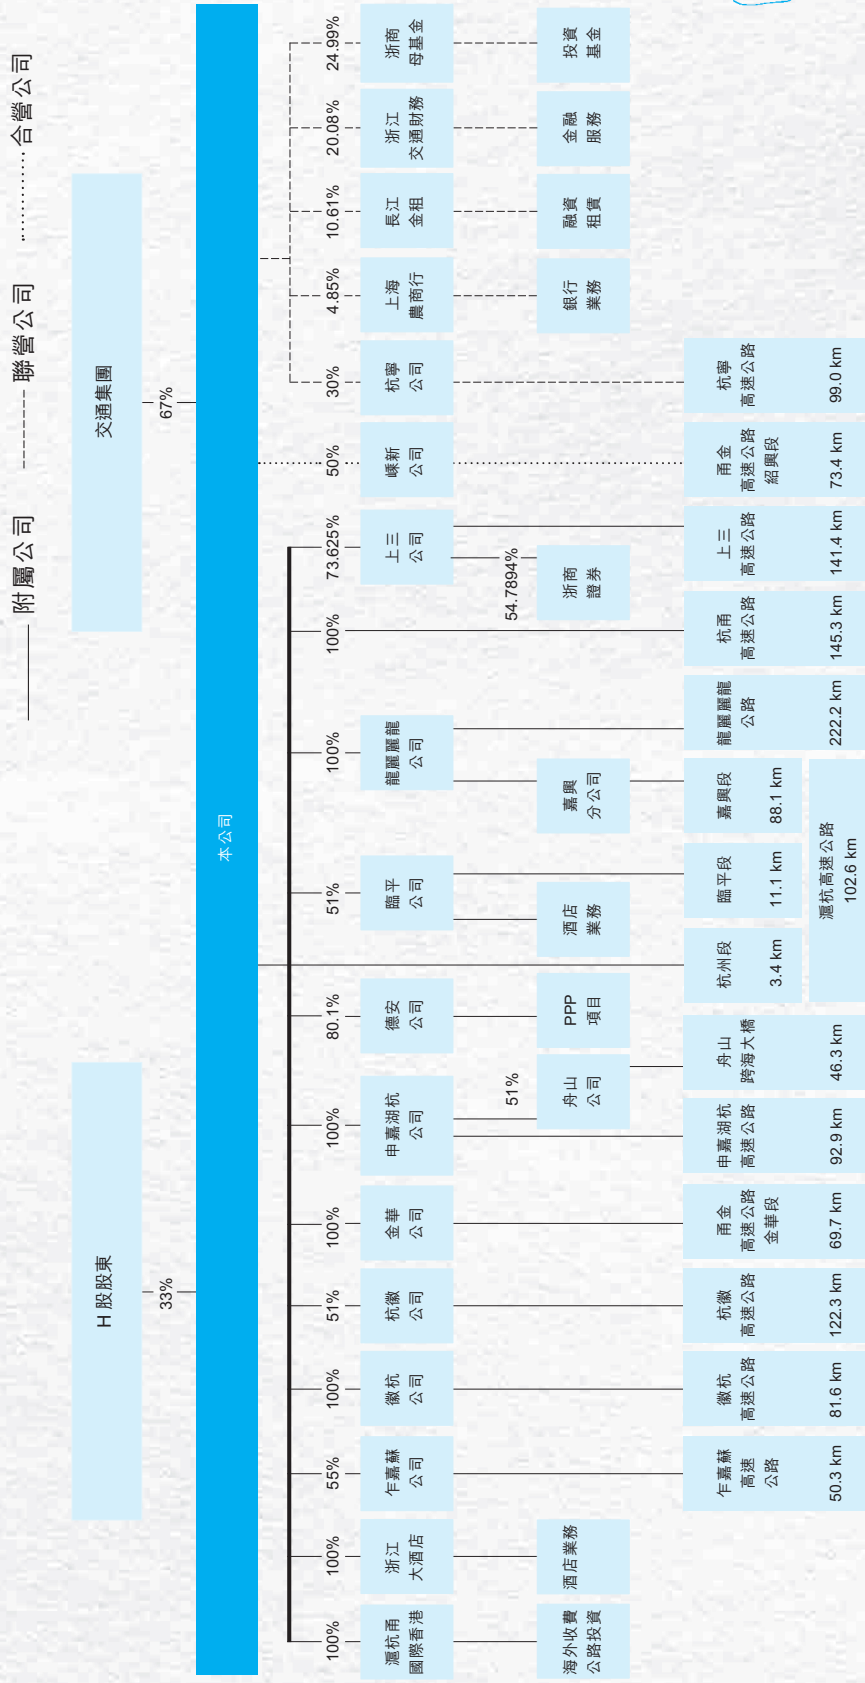 附屬公司
聯營公司
合營公司
H 股股東
交通集團
33%
67%
本公司
100%
100%
55%
100%
51%
100%
100%
80.1%
51%
100%
100%
73.625%
50%
30%
4.85%
10.61%
20.08%
24.99%
滬杭甬
國際香港
浙江
大酒店
乍嘉蘇
公司
徽杭
公司
杭徽
公司
金華
公司
申嘉湖杭
公司
德安
公司
臨平
公司
龍麗麗龍
公司
上三
公司
嵊新
公司
杭寧
公司
上海
農商行
長江
金租
浙江
交通財務
浙商
母基金
51%
54.7894%
海外收費
公路投資
酒店業務
舟山
公司
PPP
項目
酒店
業務
嘉興
分公司
浙商
證券
銀行
業務
融資
租賃
金融
服務
投資
基金
乍嘉蘇
高速
公路
50.3 km
徽杭
高速公路
81.6 km
杭徽
高速公路
122.3 km
甬金
高速公路
金華段
69.7 km
申嘉湖杭
高速公路
92.9 km
舟山
跨海大橋
46.3 km
杭州段
3.4 km
臨平段
11.1 km
嘉興段
88.1 km
龍麗麗龍
公路
222.2 km
杭甬
高速公路
145.3 km
上三
高速公路
141.4 km
甬金
高速公路
紹興段
73.4 km
杭寧
高速公路
99.0 km
滬杭高速公路
102.6 km